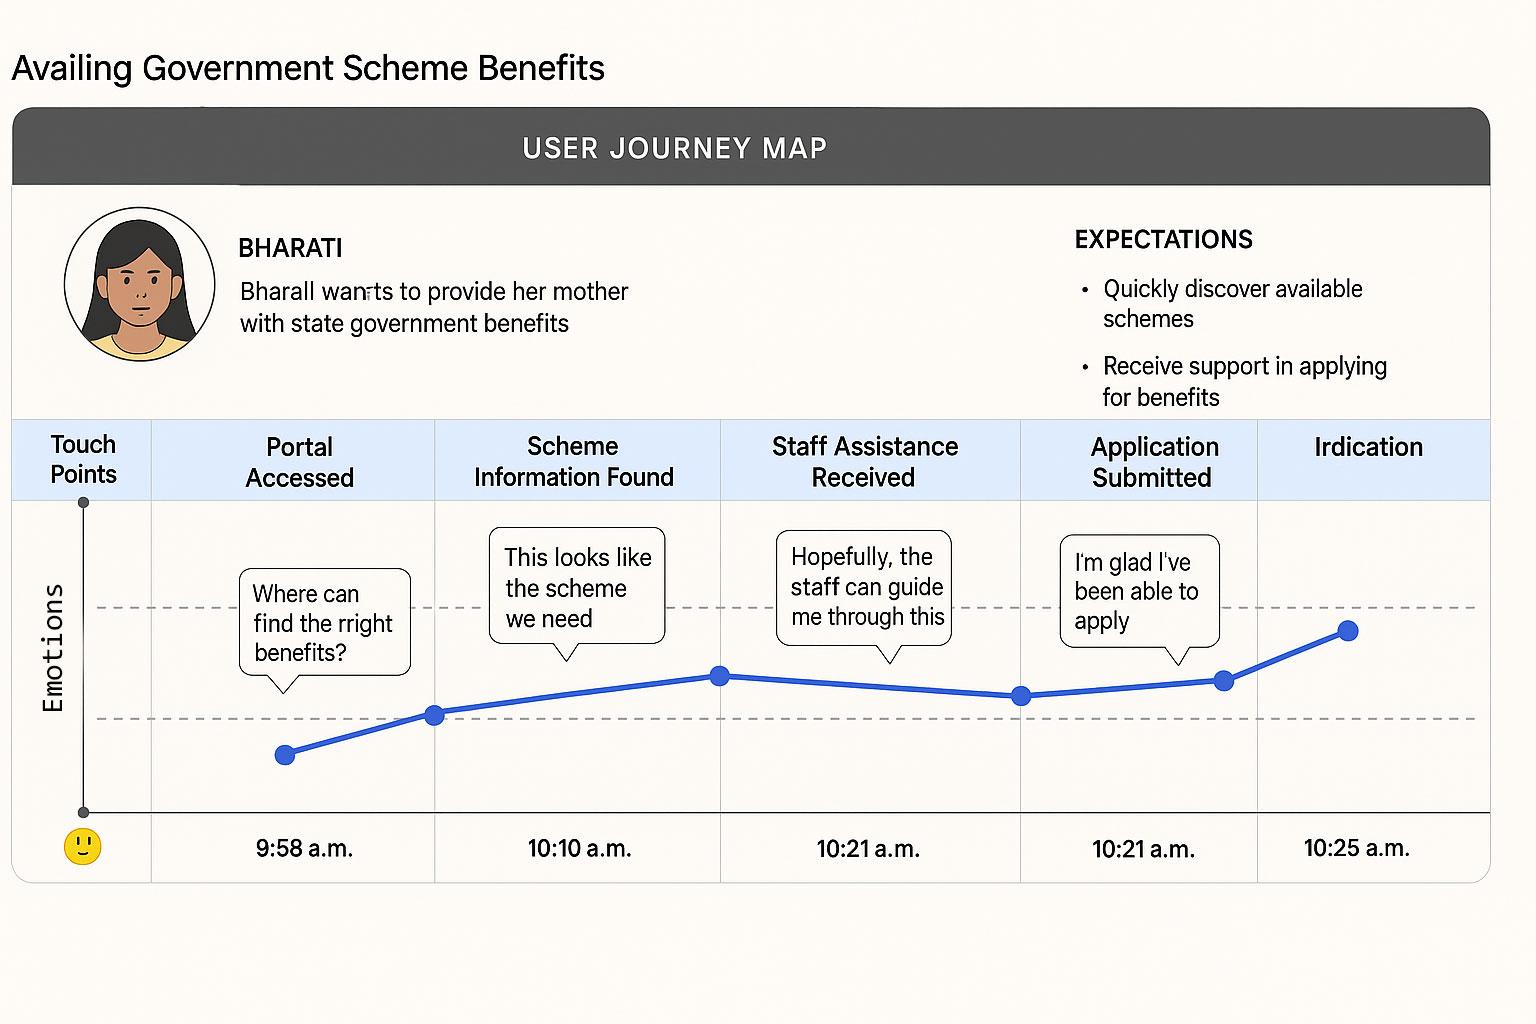 Availing Government Scheme Benefits
USER JOURNEY MAP
BHARATI
Bharall wanrts to provide her mother
with state government benefits
EXPECTATIONS
• Quickly discover available
schemes
• Receive support in applying
for benefits
Touch
Points
Portal
Accessed
Scheme
Information Found
Staff Assistance
Received
Application
Submitted
Irdication
Emotions
Where can
find the rright
benefits?
This looks like
the scheme
we need
Hopefully, the
staff can guide
me through this
I'm glad I've
been able to
apply
9:58 a.m.
10:10 a.m.
10:21 a.m.
10:21 a.m.
10:25 a.m.